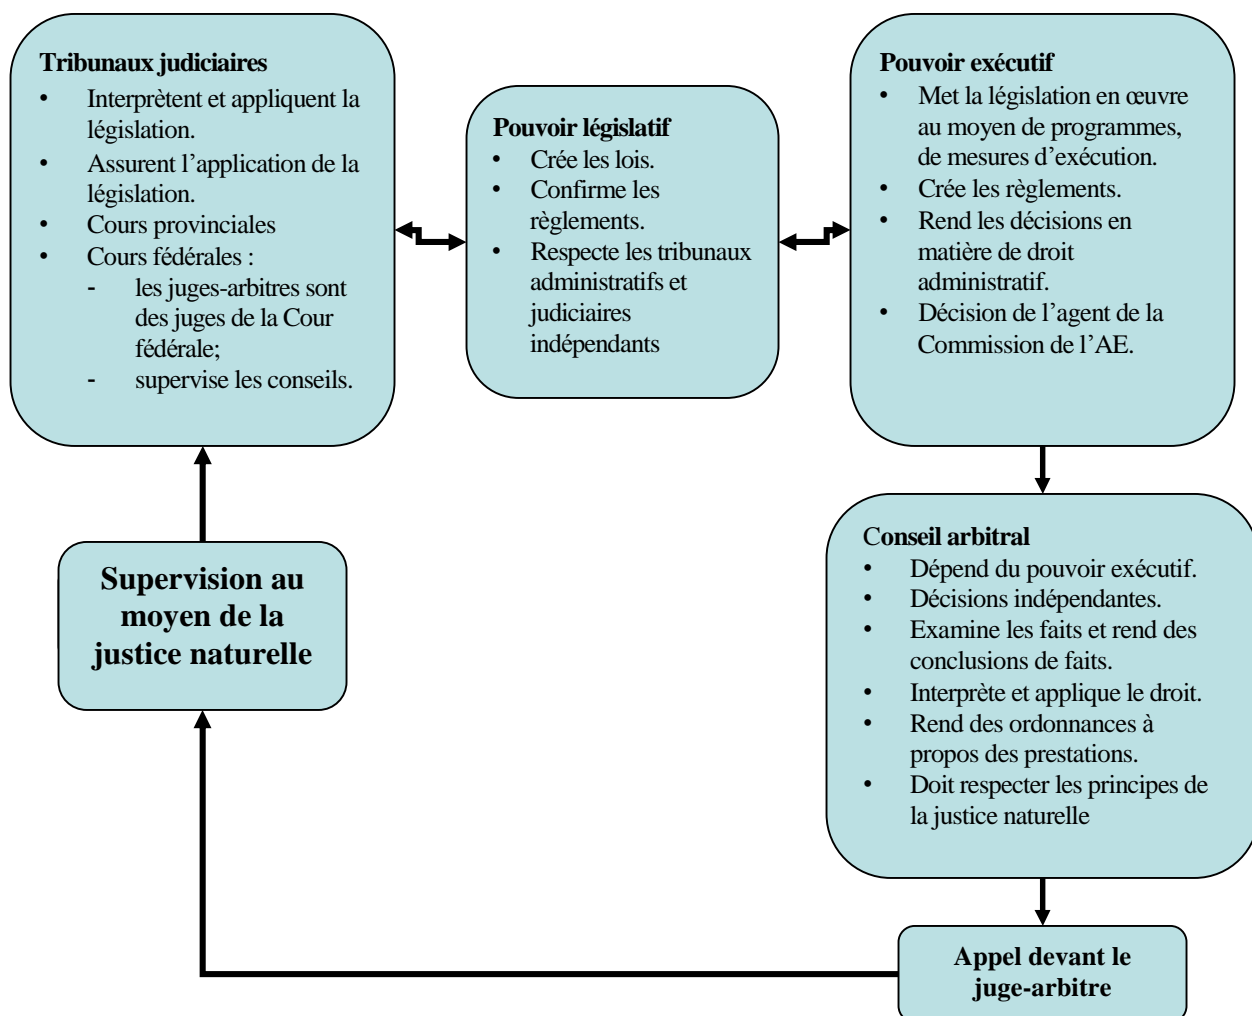 Tribunaux judiciaires
• Interprètent et appliquent la
législation.
• Assurent l’application de la
législation.
• Cours provinciales
• Cours fédérales :
- les juges-arbitres sont
des juges de la Cour
fédérale;
- supervise les conseils.
Pouvoir législatif
• Crée les lois.
• Confirme les
règlements.
• Respecte les tribunaux
administratifs et
judiciaires
indépendants
Pouvoir exécutif
• Met la législation en œuvre
au moyen de programmes,
de mesures d’exécution.
• Crée les règlements.
• Rend les décisions en
matière de droit
administratif.
• Décision de l’agent de la
Commission de l’AE.
Conseil arbitral
• Dépend du pouvoir exécutif.
• Décisions indépendantes.
• Examine les faits et rend des
conclusions de faits.
• Interprète et applique le droit.
• Rend des ordonnances à
propos des prestations.
• Doit respecter les principes de
la justice naturelle
Appel devant le
juge-arbitre
Supervision au
moyen de la
justice naturelle